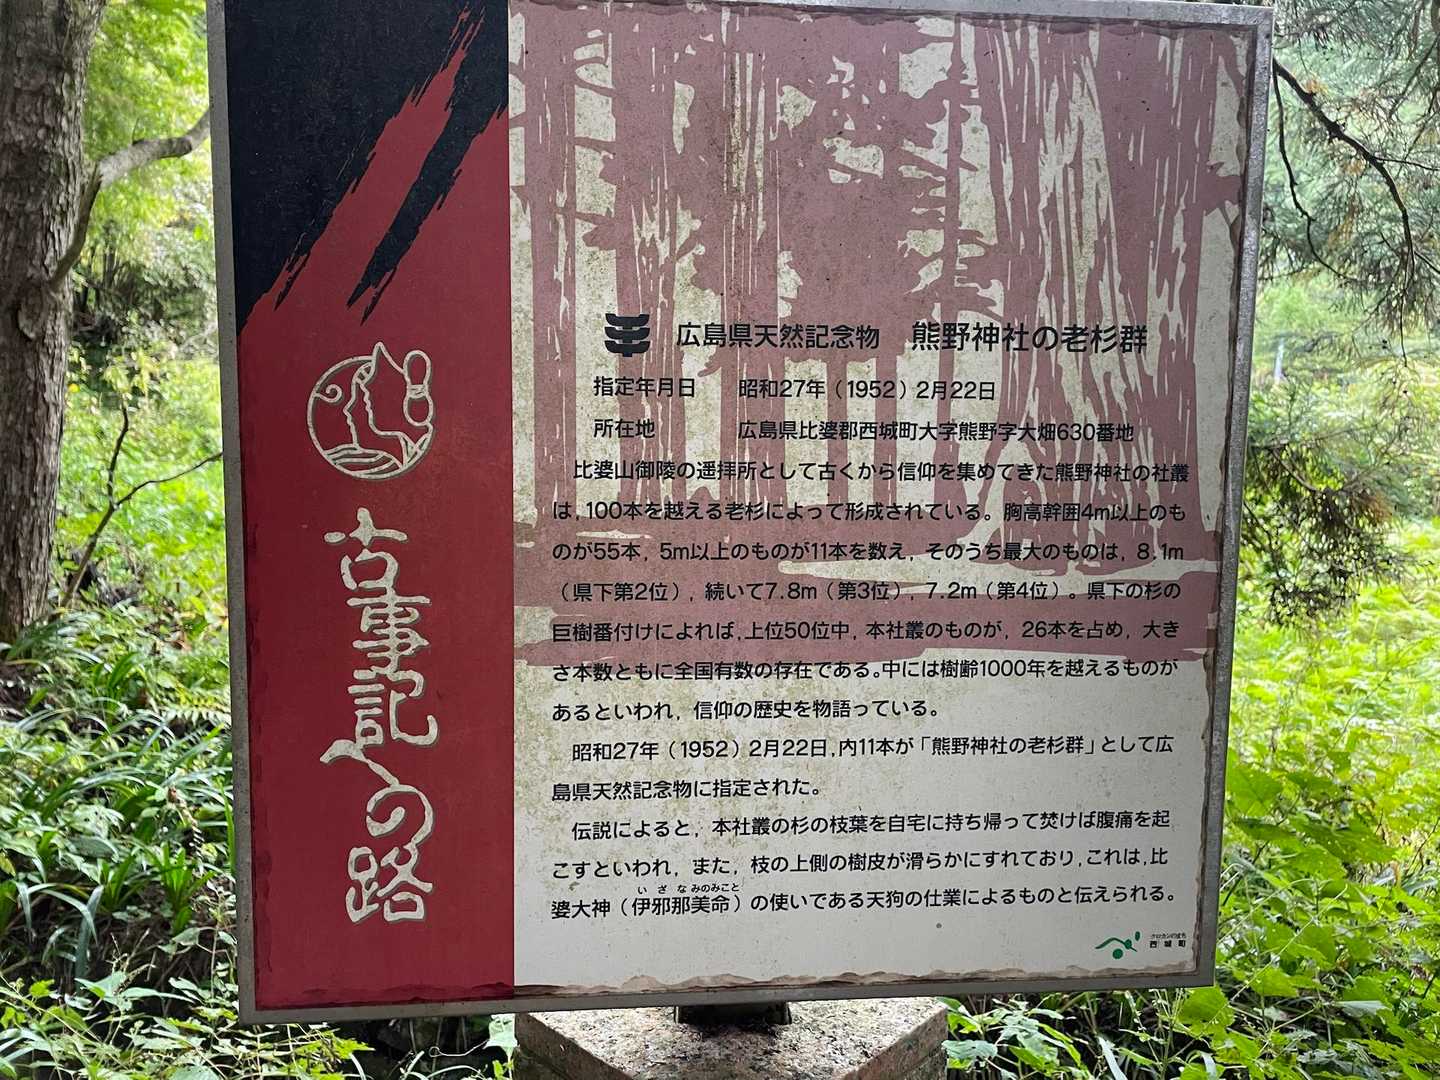 古事記の路
広島県天然記念物　熊野神社の老杉群
指定年月日　昭和27年（1952）2月22日
所在地　広島県比婆郡西城町大字熊野字大畑630番地
比婆山御陵の遥拝所として古くから信仰を集めてきた熊野神社の社叢
は，100本を越える老杉によって形成されている。胸高幹囲4m以上のも
のが55本，5m以上のものが11本を数え，そのうち最大のものは，8.1m
（県下第2位），続いて7.8m（第3位），7.2m（第4位）。県下の杉の
巨樹番付けによれば，上位50位中，本社叢のものが，26本を占め，大き
さ本数ともに全国有数の存在である。中には樹齢1000年を越えるものが
あるといわれ，信仰の歴史を物語っている。
昭和27年（1952）2月22日，内11本が「熊野神社の老杉群」として広
島県天然記念物に指定された。
伝説によると，本社叢の杉の枝葉を自宅に持ち帰って焚けば腹痛を起
こすといわれ，また，枝の上側の樹皮が滑らかにすれており，これは，比
いざなみのみこと
婆大神（伊邪那美命）の使いである天狗の仕業によるものと伝えられる。
クロカンのまち
西城町